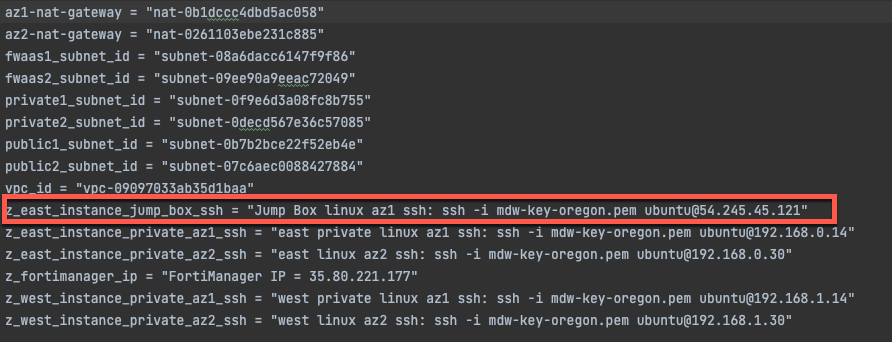 az1-nat-gateway = "nat-0b1dccc4dbd5ac058"
az2-nat-gateway = "nat-0261103ebe231c885"
fwaas1_subnet_id = "subnet-08a6dacc6147f9f86"
fwaas2_subnet_id = "subnet-09ee90a9eeac72049"
private1_subnet_id = "subnet-0f9e6d3a08fc8b755"
private2_subnet_id = "subnet-0decd567e36c57085"
public1_subnet_id = "subnet-0b7b2bce22f52eb4e"
public2_subnet_id = "subnet-07c6aec0088427884"
vpc_id = "vpc-09097033ab35d1baa"
z_east_instance_jump_box_ssh = "Jump Box linux az1 ssh: ssh -i mdw-key-oregon.pem ubuntu@54.245.45.121"
z_east_instance_private_az1_ssh = "east private linux az1 ssh: ssh -i mdw-key-oregon.pem ubuntu@192.168.0.14"
z_east_instance_private_az2_ssh = "east linux az2 ssh: ssh -i mdw-key-oregon.pem ubuntu@192.168.0.30"
z_fortimanager_ip = "FortiManager IP = 35.80.221.177"
z_west_instance_private_az1_ssh = "west private linux az1 ssh: ssh -i mdw-key-oregon.pem ubuntu@192.168.1.14"
z_west_instance_private_az2_ssh = "west linux az2 ssh: ssh -i mdw-key-oregon.pem ubuntu@192.168.1.30"